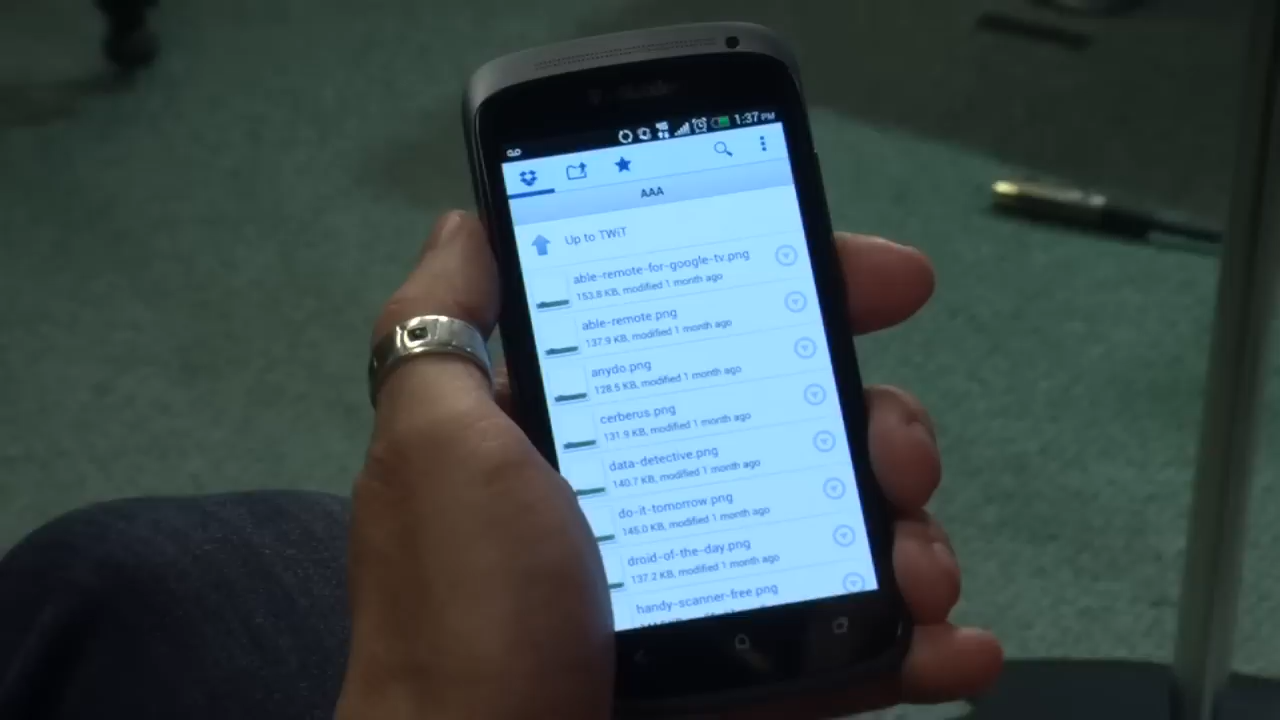 1:37 PM
AAA
Up to TWiT
able-remote-for-google-tv.png
153.8 KB, modified 1 month ago
able-remote.png
137.9 KB, modified 1 month ago
anydo.png
128.5 KB, modified 1 month ago
cerberus.png
131.9 KB, modified 1 month ago
data-detective.png
140.7 KB, modified 1 month ago
do-it-tomorrow.png
145.0 KB, modified 1 month ago
droid-of-the-day.png
137.2 KB, modified 1 month ago
handy-scanner-free.png